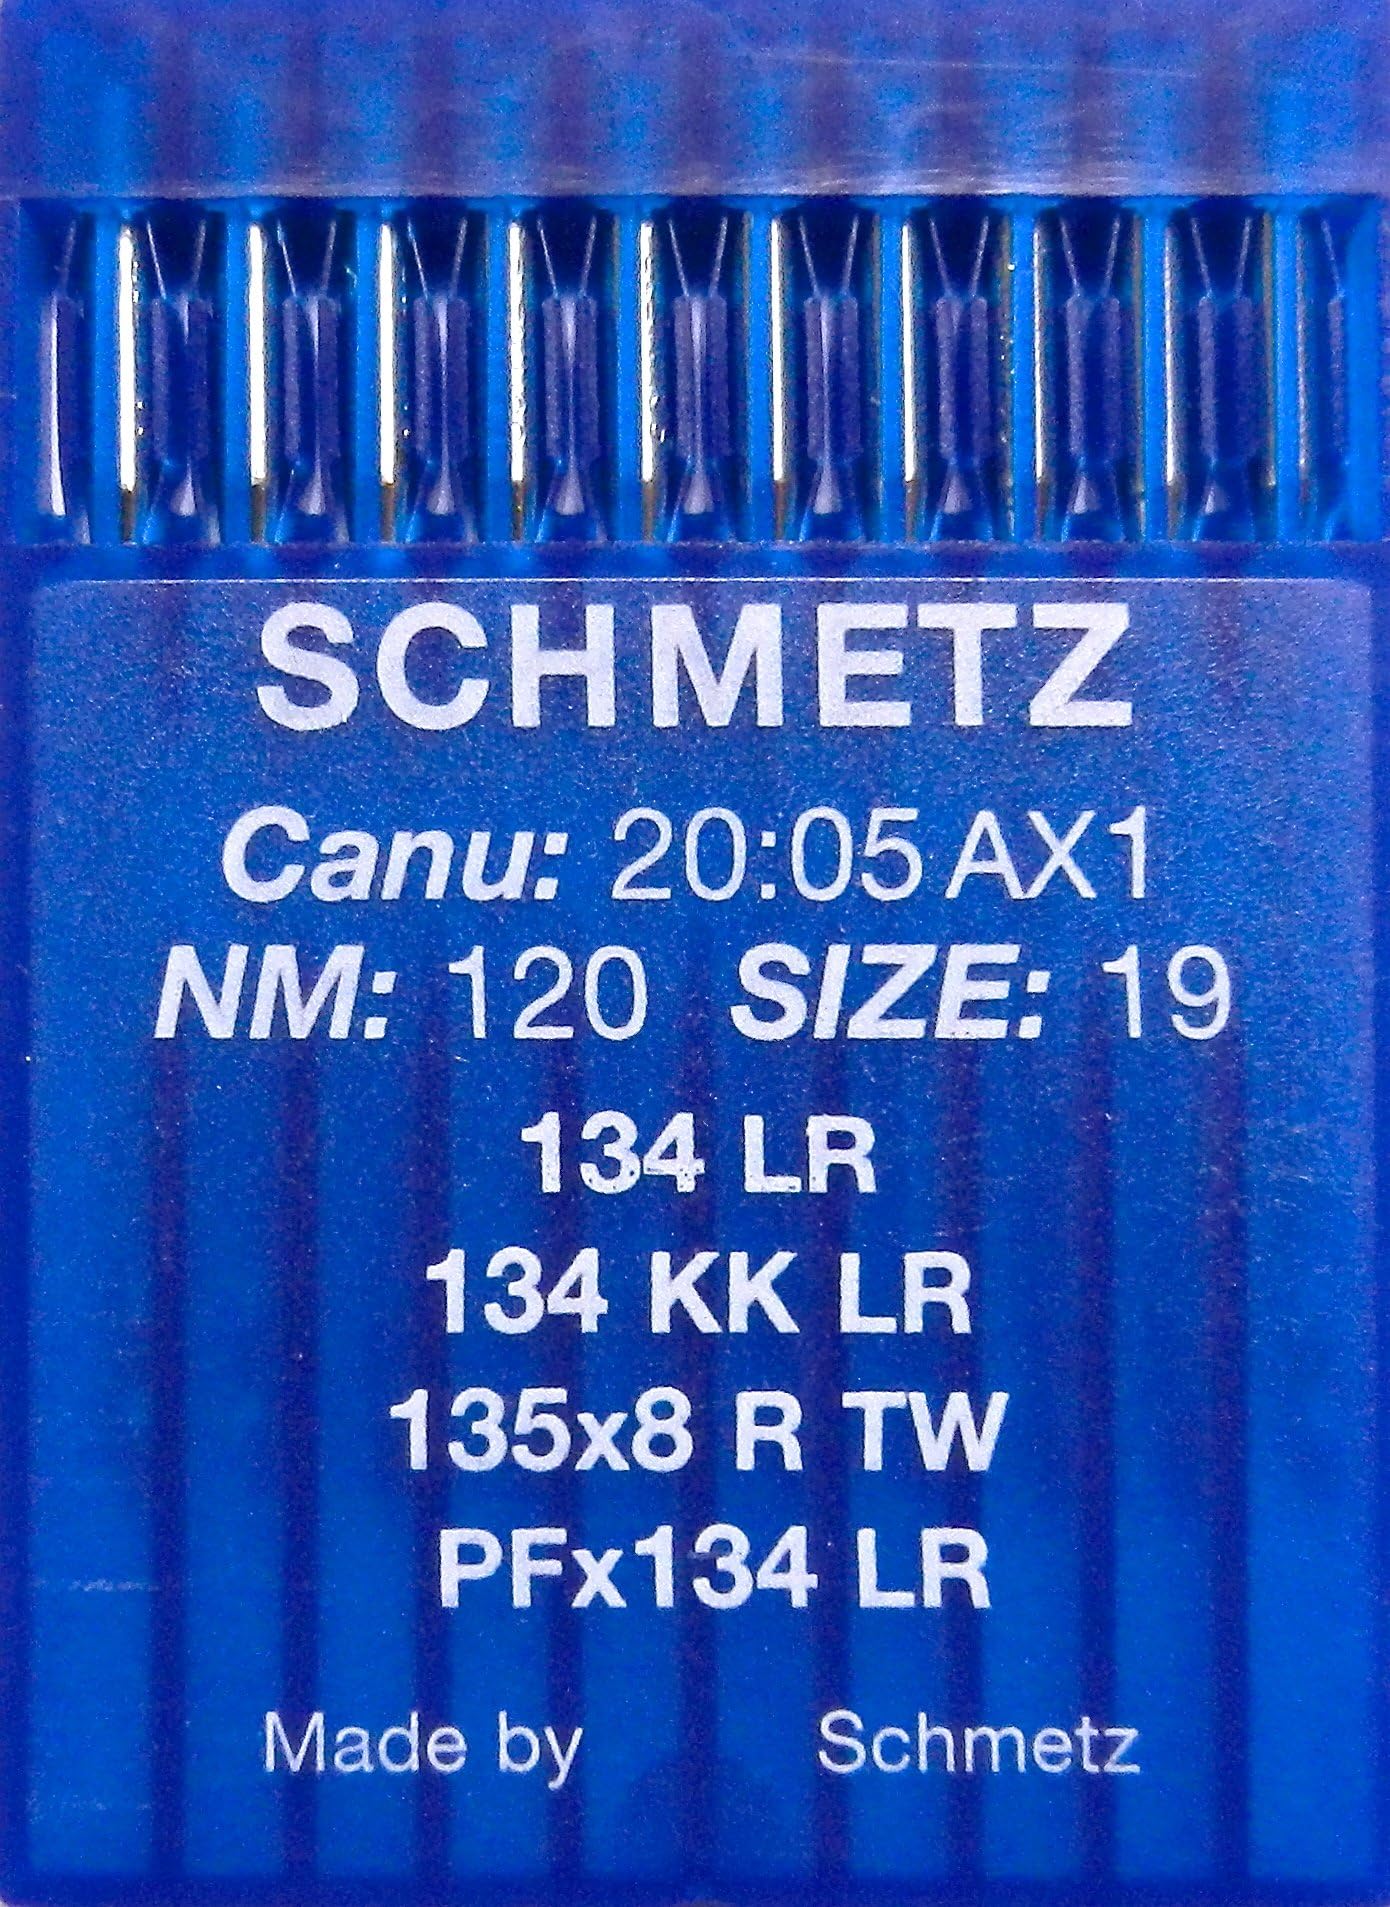 SCHMETZ
Canu: 20:05 AX1
NM: 120 SIZE: 19
134 LR
134 KK LR
135x8 R TW
PFx134 LR
Made by Schmetz